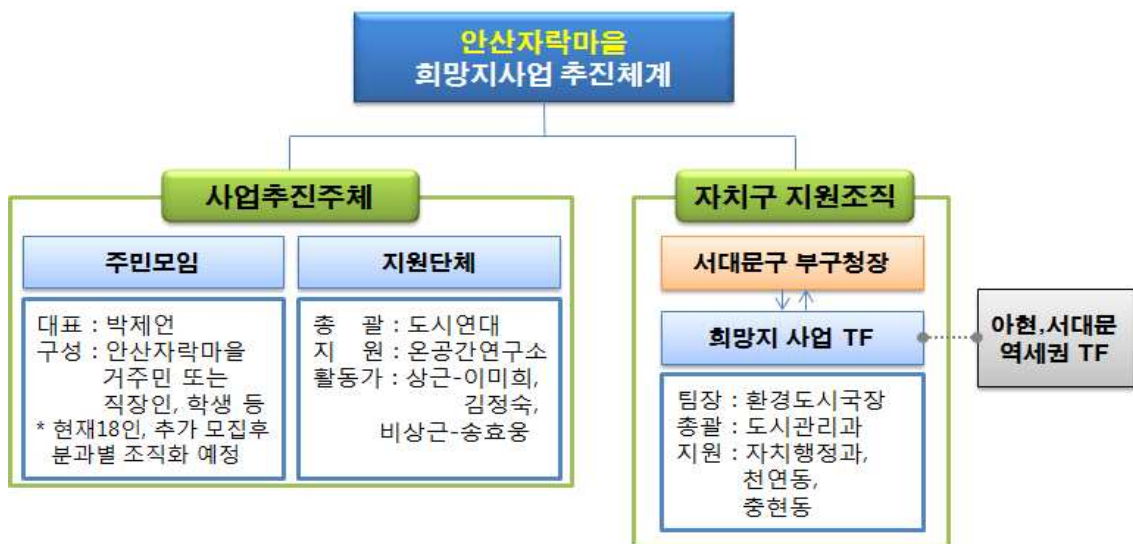 안산자락마을
희망지사업 추진체계
사업추진주체
주민모임
대표 : 박제언
구성 : 안산자락마을
거주민 또는
직장인, 학생 등
* 현재18인, 추가 모집후
분과별 조직화 예정
지원단체
총 괄 : 도시연대
지 원 : 온공간연구소
활동가 : 상근-이미희,
김정숙,
비상근-송효웅
자치구 지원조직
서대문구 부구청장
희망지 사업 TF
팀장 : 환경도시국장
총괄 : 도시관리과
지원 : 자치행정과,
천연동,
충현동
아현,서대문
역세권 TF